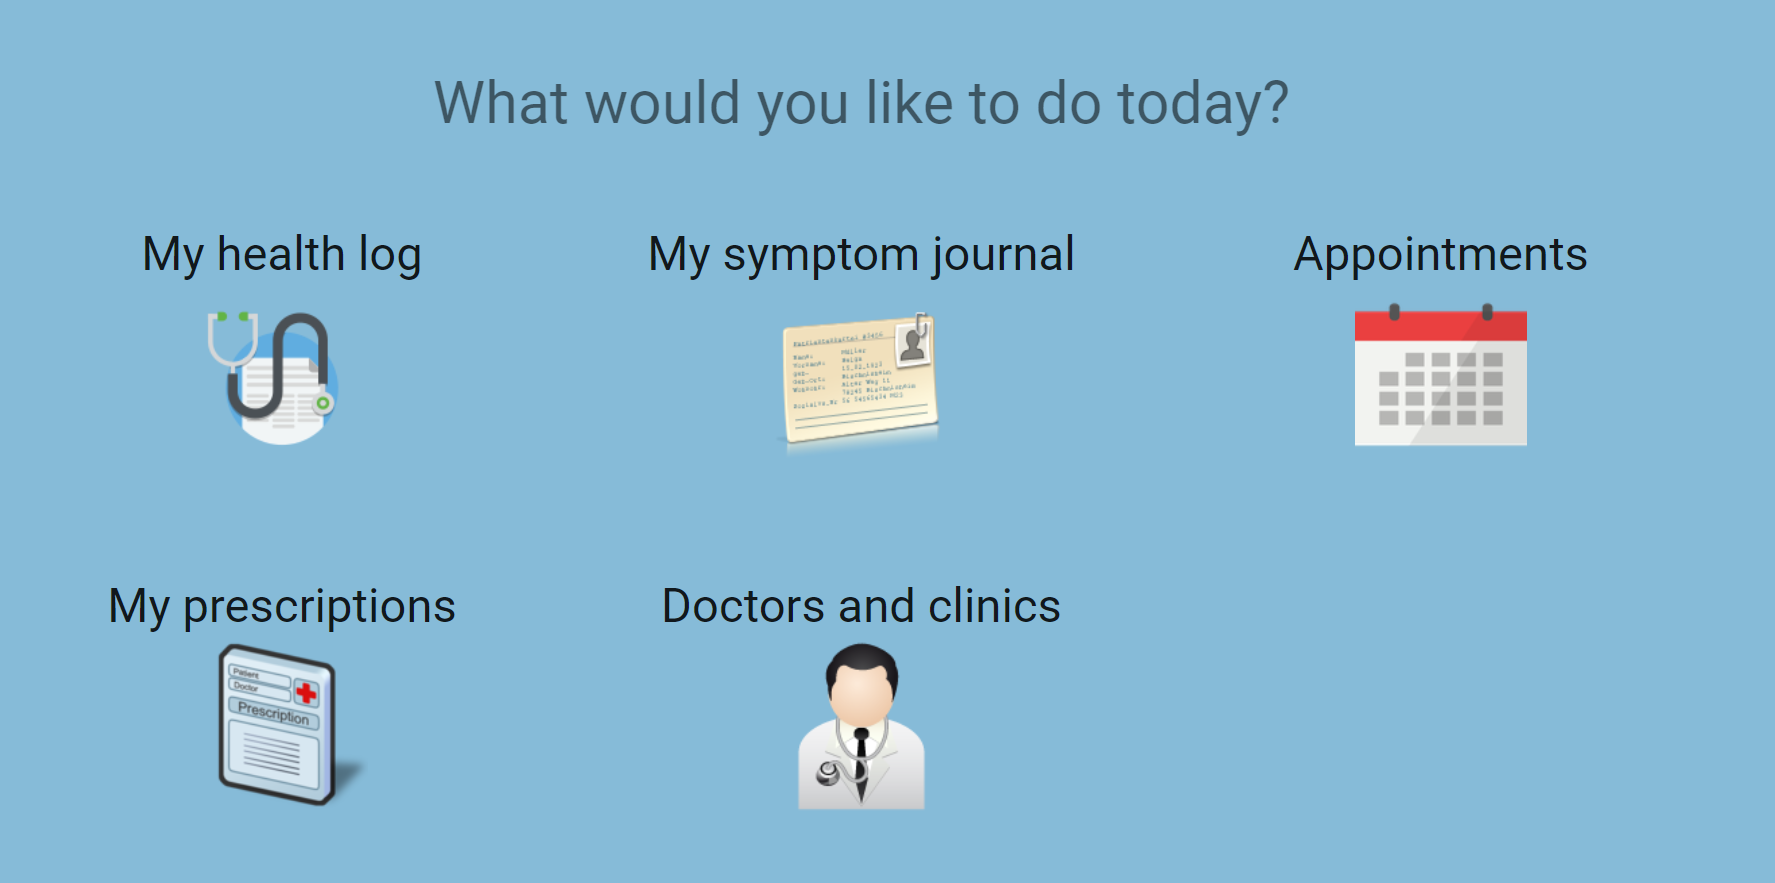 What would you like to do today?
My health log
My symptom journal
Appointments
My prescriptions
Doctors and clinics
Patient
Doctor
Prescription